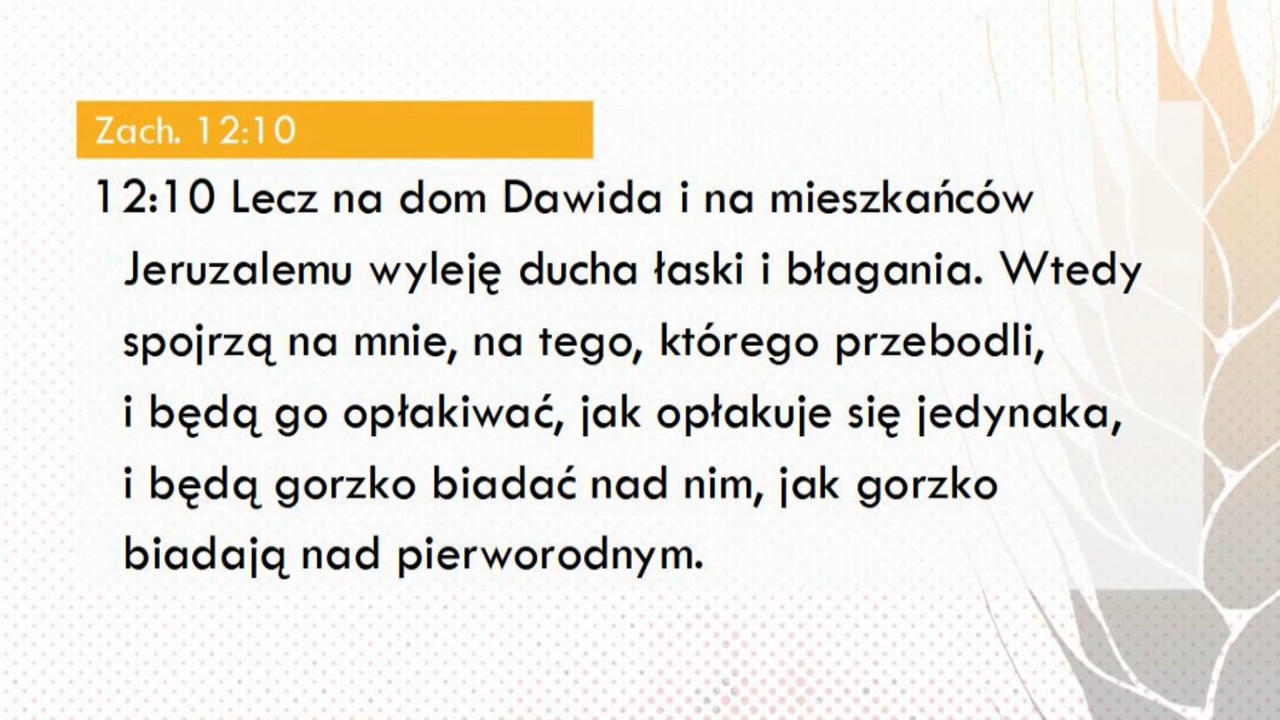 Zach. 12:10
12:10 Lecz na dom Dawida i na mieszkańców
Jeruzalemu wyleję ducha łaski i błagania. Wtedy
spojrzą na mnie, na tego, którego przebodli,
i będą go opłakiwać, jak opłakuje się jedynaka,
i będą gorzko biadać nad nim, jak gorzko
biadają nad pierworodnym.